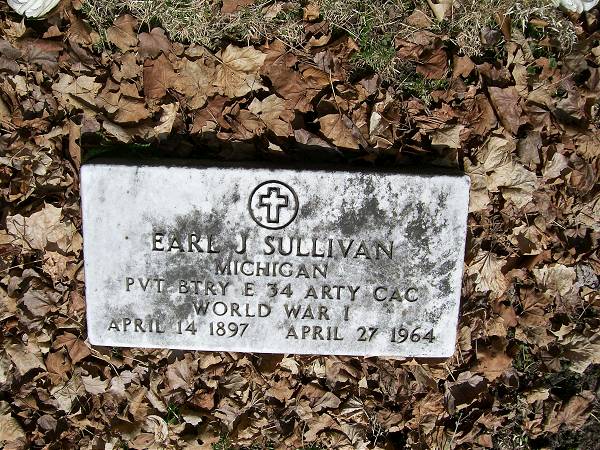 EARL J SULLIVAN
MICHIGAN
PVT BTRY E 34 ARTY CAC
WORLD WAR I
APRIL 14 1897 APRIL 27 1964